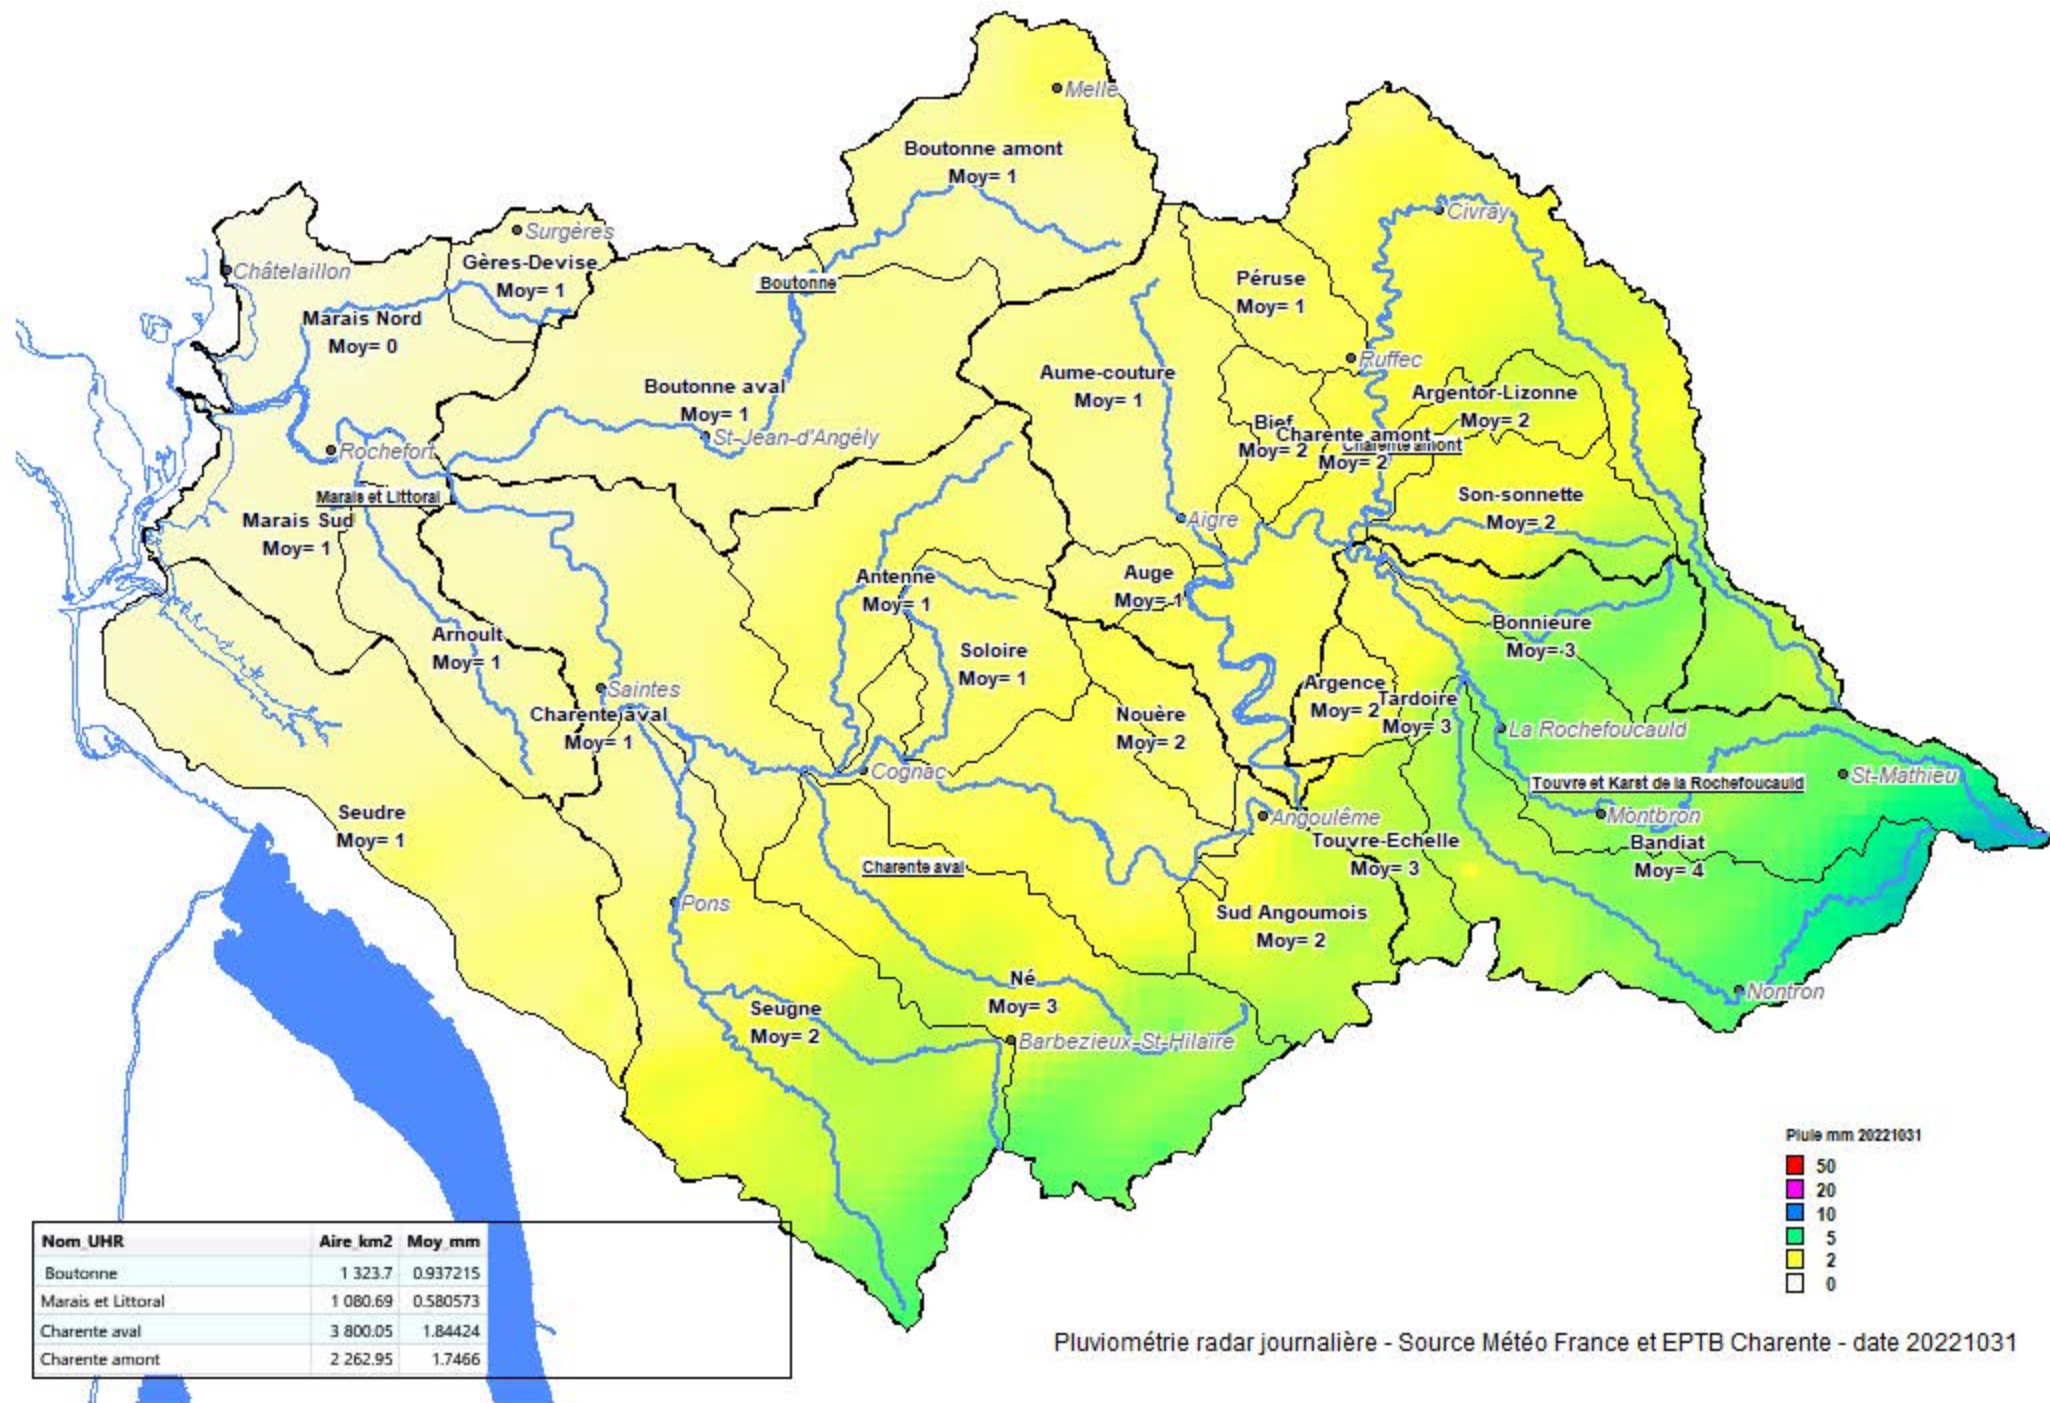 Melle
Boutonne amont
Moy= 1
Civray
Surgères
Châtelaillon
Gères-Devise
Moy= 1
Boutonne
Péruse
Moy= 1
Marais Nord
Moy= 0
Ruffec
Aume-couture
Moy= 1
Boutonne aval
Moy= 1
St-Jean-d'Angély
Argentor-Lizonne
Moy= 2
Bief
Moy= 2
Charente amont
Moy= 2
Charente amont
Rochefort
Marais et Littoral
Marais Sud
Moy= 1
Son-sonnette
Moy= 2
Aigre
Antenne
Moy= 1
Auge
Moy= 1
Bonnieure
Moy= 3
Arnoult
Moy= 1
Soloire
Moy= 1
Saintes
Charente aval
Moy= 1
Argence
Moy= 2
Tardoire
Moy= 3
Nouère
Moy= 2
La Rochefoucauld
Cognac
Touvre et Karst de la Rochefoucauld
St-Mathieu
Seudre
Moy= 1
Angoulême
Montbron
Touvre-Echelle
Moy= 3
Bandiat
Moy= 4
Charente aval
Pons
Sud Angoumois
Moy= 2
Né
Moy= 3
Seugne
Moy= 2
Nontron
Barbezieux-St-Hilaire
Pluie mm 20221031
50
20
10
5
2
0
Nom_UHR Aire_km2 Moy_mm
Boutonne 1 323.7 0.937215
Marais et Littoral 1 080.69 0.580573
Charente aval 3 800.05 1.84424
Charente amont 2 262.95 1.7466
Pluviométrie radar journalière - Source Météo France et EPTB Charente - date 20221031